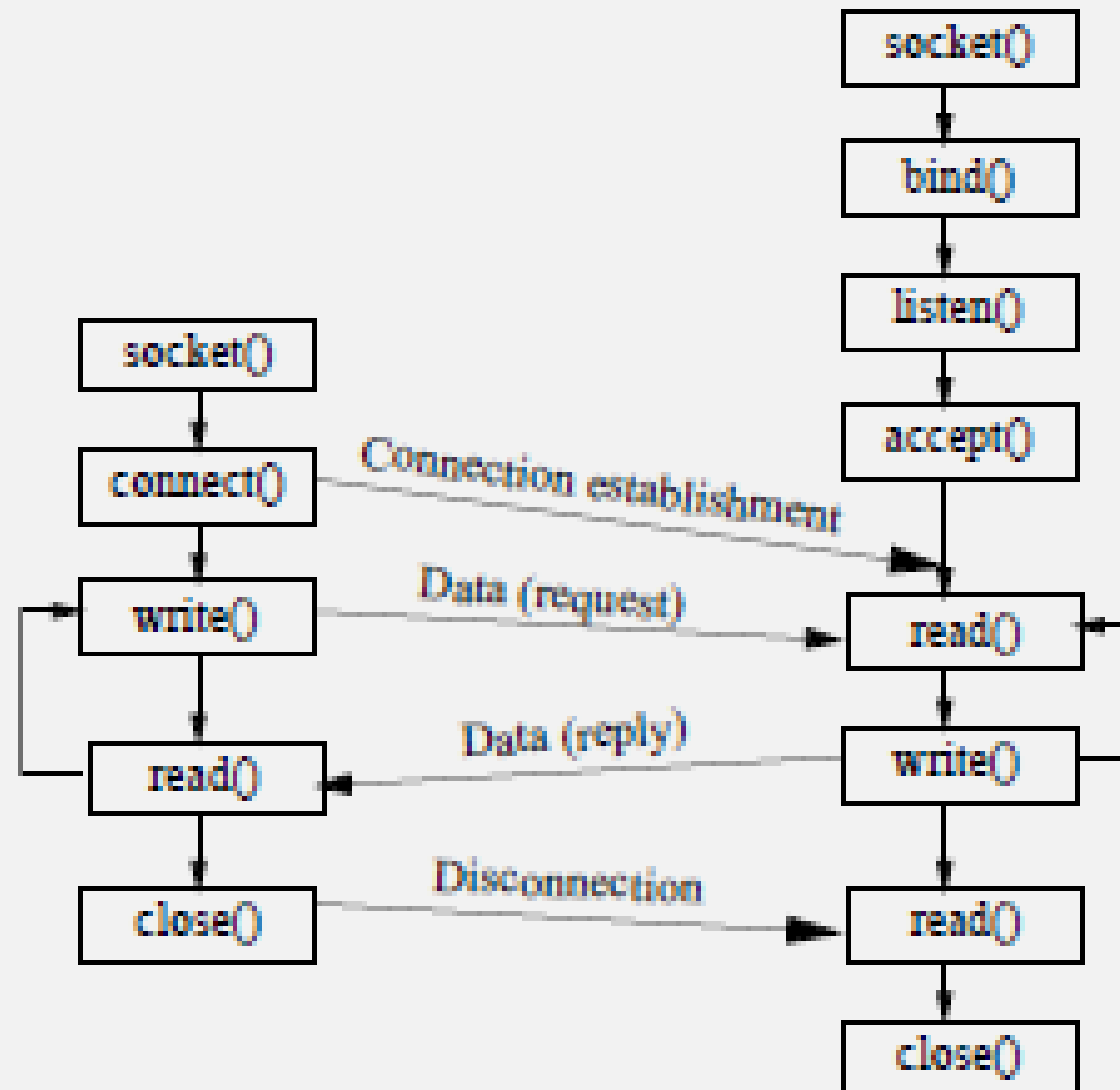 socket()
bind()
listen()
accept()
socket()
connect()
write()
read()
close()
Connection establishment
Data (request)
Data (reply)
Disconnection
read()
write()
read()
close()